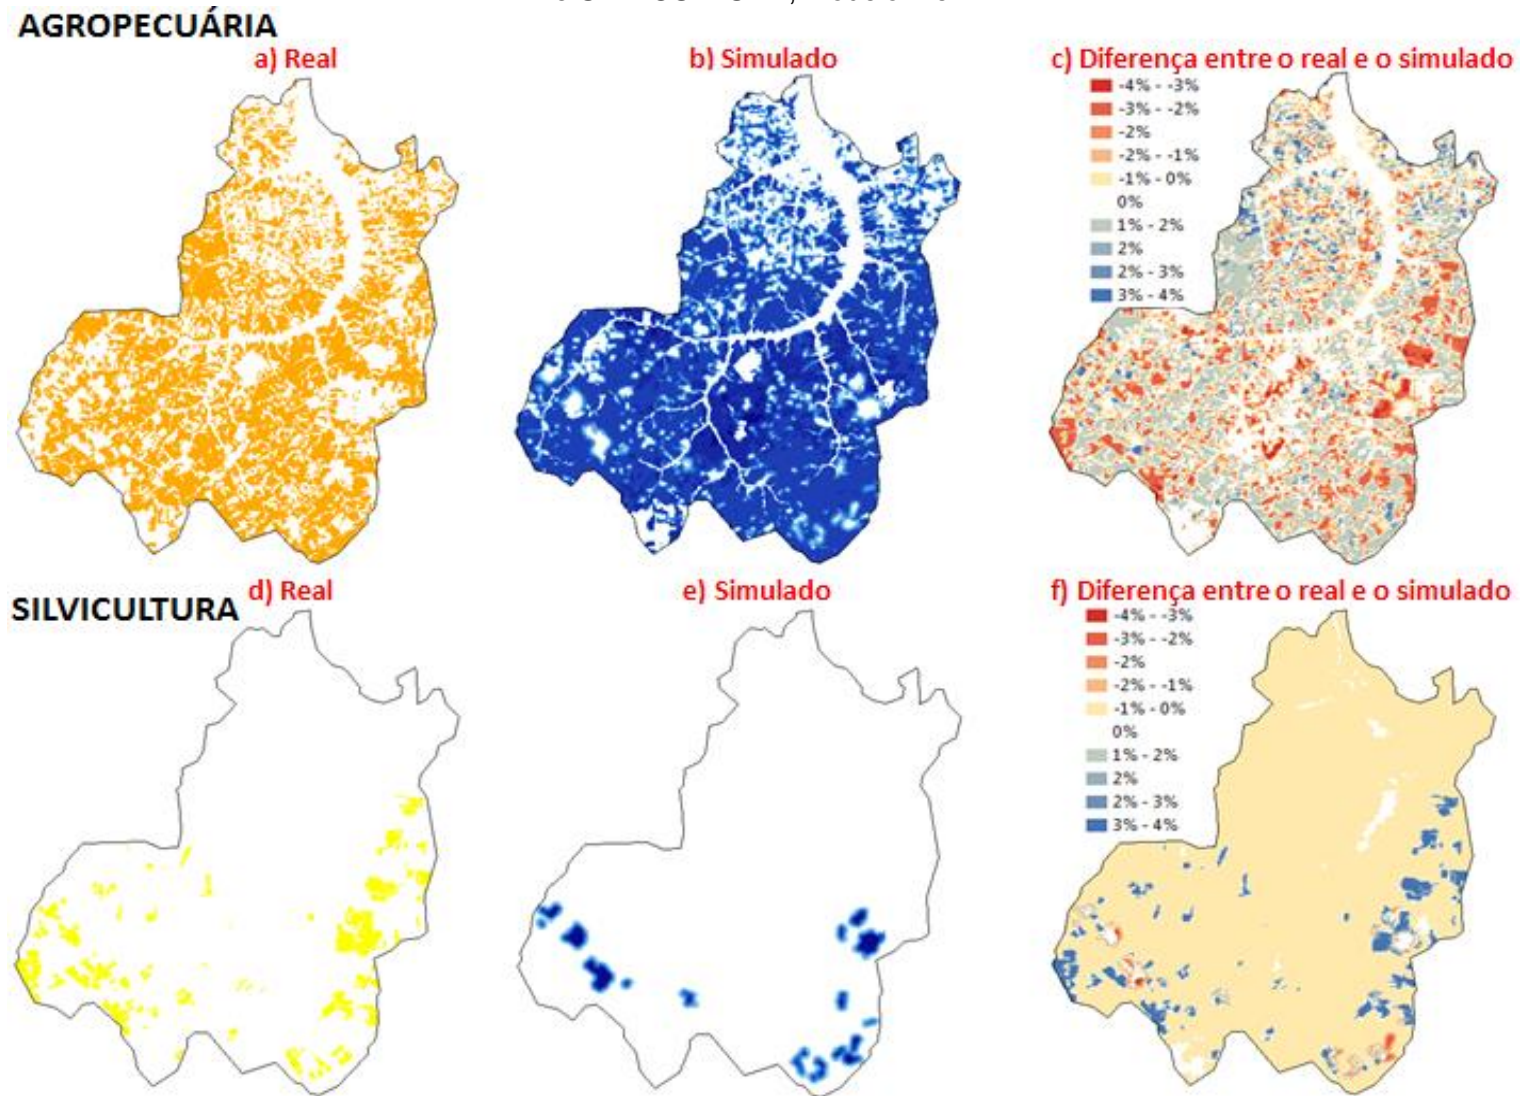 AGROPECUÁRIA
a) Real
b) Simulado
c) Diferença entre o real e o simulado
-4% - -3%
-3% - -2%
-2%
-2% - -1%
-1% - 0%
0%
1% - 2%
2%
2% - 3%
3% - 4%
SILVICULTURA
d) Real
e) Simulado
f) Diferença entre o real e o simulado
-4% - -3%
-3% - -2%
-2%
-2% - -1%
-1% - 0%
0%
1% - 2%
2%
2% - 3%
3% - 4%